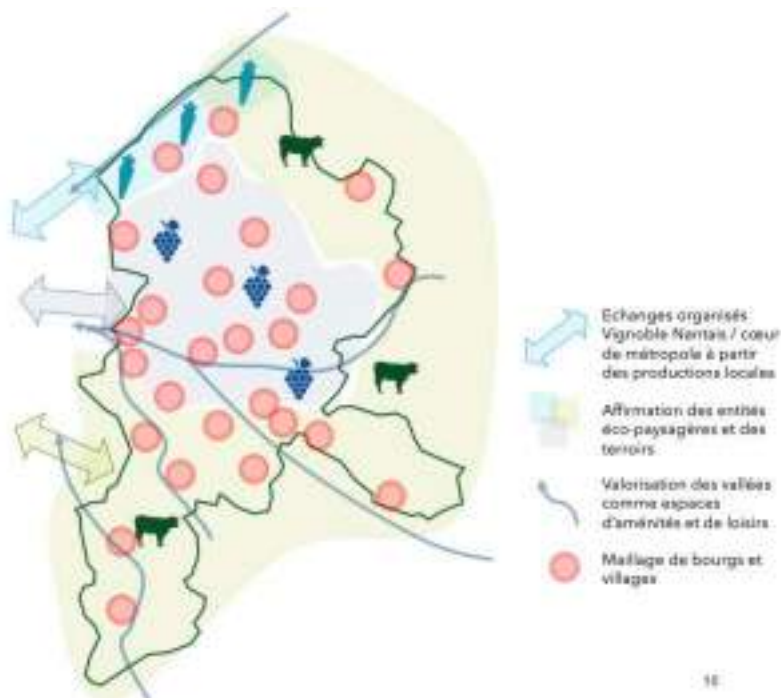 Echanges organisés
Vignoble Nantais / cœur
de métropole à partir
des productions locales
Affirmation des entités
éco-paysagères et des
terroirs
Valorisation des vallées
comme espaces
d'aménités et de loisirs
Maillage de bourgs et
villages
10